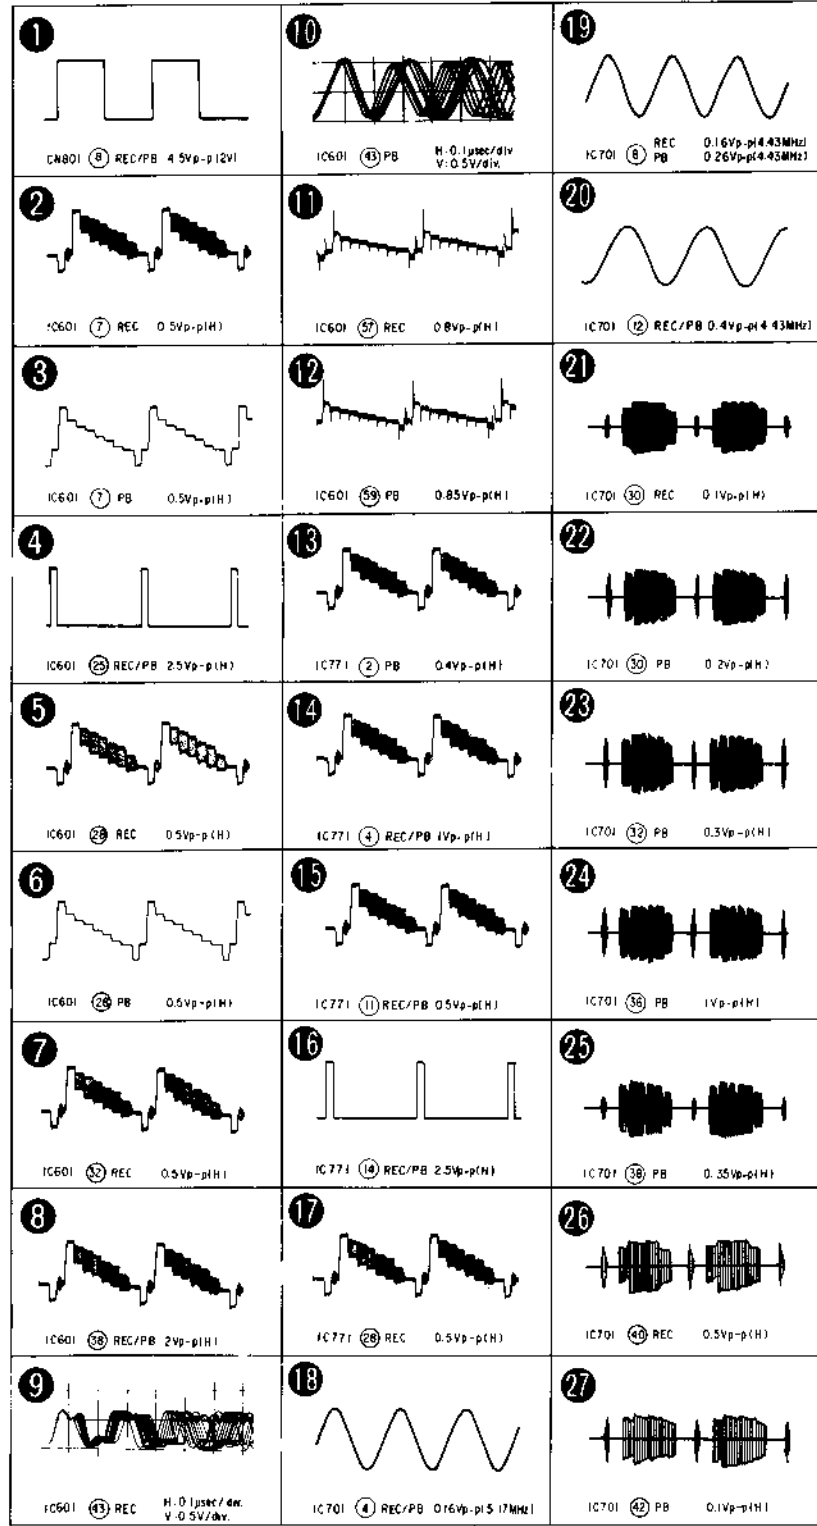 1
CN801 8 REC/PB 4.5Vp-p(2V)
2
IC601 7 REC 0.5Vp-p(H)
3
IC601 7 PB 0.5Vp-p(H)
4
IC601 25 REC/PB 2.5Vp-p(H)
5
IC601 28 REC 0.5Vp-p(H)
6
IC601 28 PB 0.5Vp-p(H)
7
IC601 32 REC 0.5Vp-p(H)
8
IC601 38 REC/PB 2Vp-p(H)
9
IC601 43 REC H: 0.1µsec/div.
V: 0.5V/div.
10
IC601 43 PB H: 0.1µsec/div
V: 0.5V/div.
11
IC601 57 REC 0.8Vp-p(H)
12
IC601 59 PB 0.85Vp-p(H)
13
IC771 2 PB 0.4Vp-p(H)
14
IC771 4 REC/PB 1Vp-p(H)
15
IC771 11 REC/PB 0.5Vp-p(H)
16
IC771 14 REC/PB 2.5Vp-p(H)
17
IC771 28 REC 0.5Vp-p(H)
18
IC701 4 REC/PB 0.16Vp-p(5.17MHz)
19
IC701 8 REC 0.16Vp-p(4.43MHz)
PB 0.26Vp-p(4.43MHz)
20
IC701 12 REC/PB 0.4Vp-p(4.43MHz)
21
IC701 30 REC 0.1Vp-p(H)
22
IC701 30 PB 0.2Vp-p(H)
23
IC701 32 PB 0.3Vp-p(H)
24
IC701 36 PB 1Vp-p(H)
25
IC701 38 PB 0.35Vp-p(H)
26
IC701 40 REC 0.5Vp-p(H)
27
IC701 42 PB 0.1Vp-p(H)